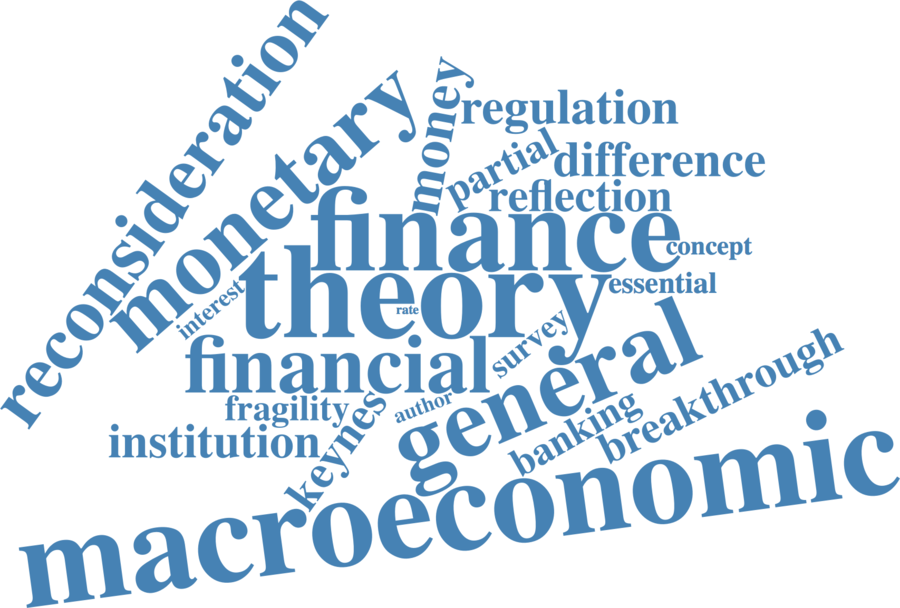 reconsideration
monetary
money
regulation
partial
difference
reflection
finance
concept
theory
essential
interest
rate
survey
financial
general
fragility
author
keynes
institution
banking
breakthrough
macroeconomic